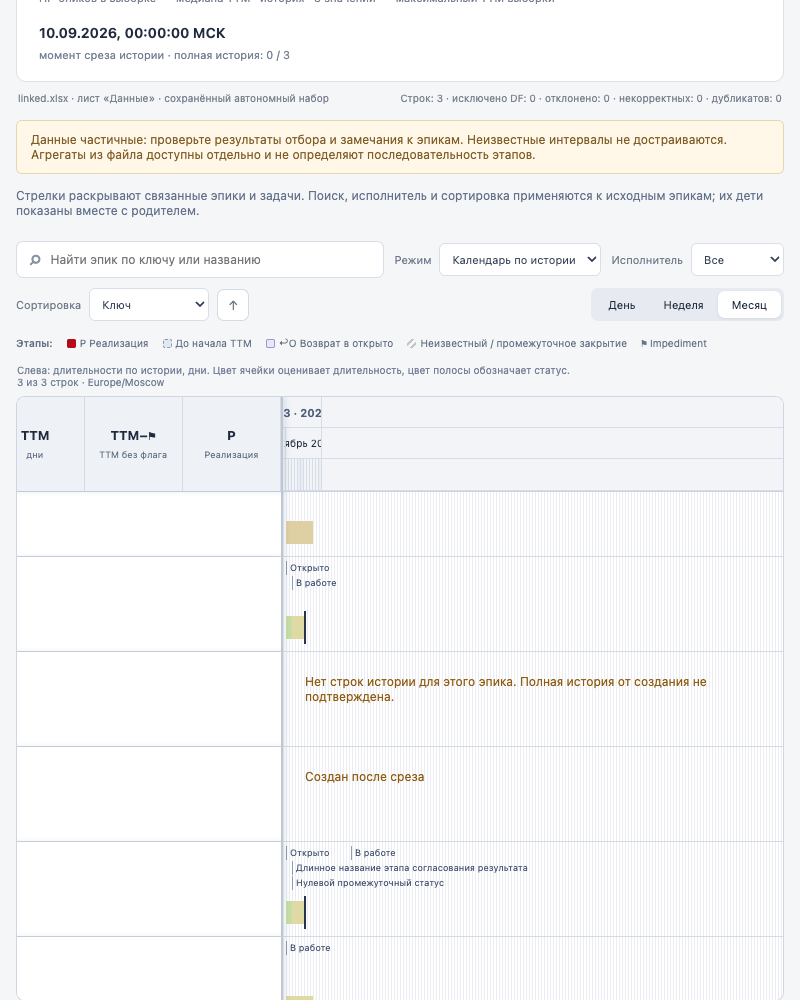 10.09.2026, 00:00:00 МСК
момент среза истории · полная история: 0 / 3
linked.xlsx · лист «Данные» · сохранённый автономный набор
Строк: 3 · исключено DF: 0 · отклонено: 0 · некорректных: 0 · дубликатов: 0
Данные частичные: проверьте результаты отбора и замечания к эпикам. Неизвестные интервалы не достраиваются.
Агрегаты из файла доступны отдельно и не определяют последовательность этапов.
Стрелки раскрывают связанные эпики и задачи. Поиск, исполнитель и сортировка применяются к исходным эпикам; их дети
показаны вместе с родителем.
Найти эпик по ключу или названию
Режим
Календарь по истории
Исполнитель
Все
Сортировка
Ключ
↑
День
Неделя
Месяц
Этапы:
Р Реализация
До начала ТТМ
↩О Возврат в открыто
Неизвестный / промежуточное закрытие
⚑ Impediment
Слева: длительности по истории, дни. Цвет ячейки оценивает длительность, цвет полосы обозначает статус.
3 из 3 строк · Europe/Moscow
ТТМ
дни
ТТМ−⚑
ТТМ без флага
Р
Реализация
3 · 202
ябрь 20
Открыто
В работе
Нет строк истории для этого эпика. Полная история от создания не
подтверждена.
Создан после среза
Открыто
В работе
Длинное название этапа согласования результата
Нулевой промежуточный статус
В работе